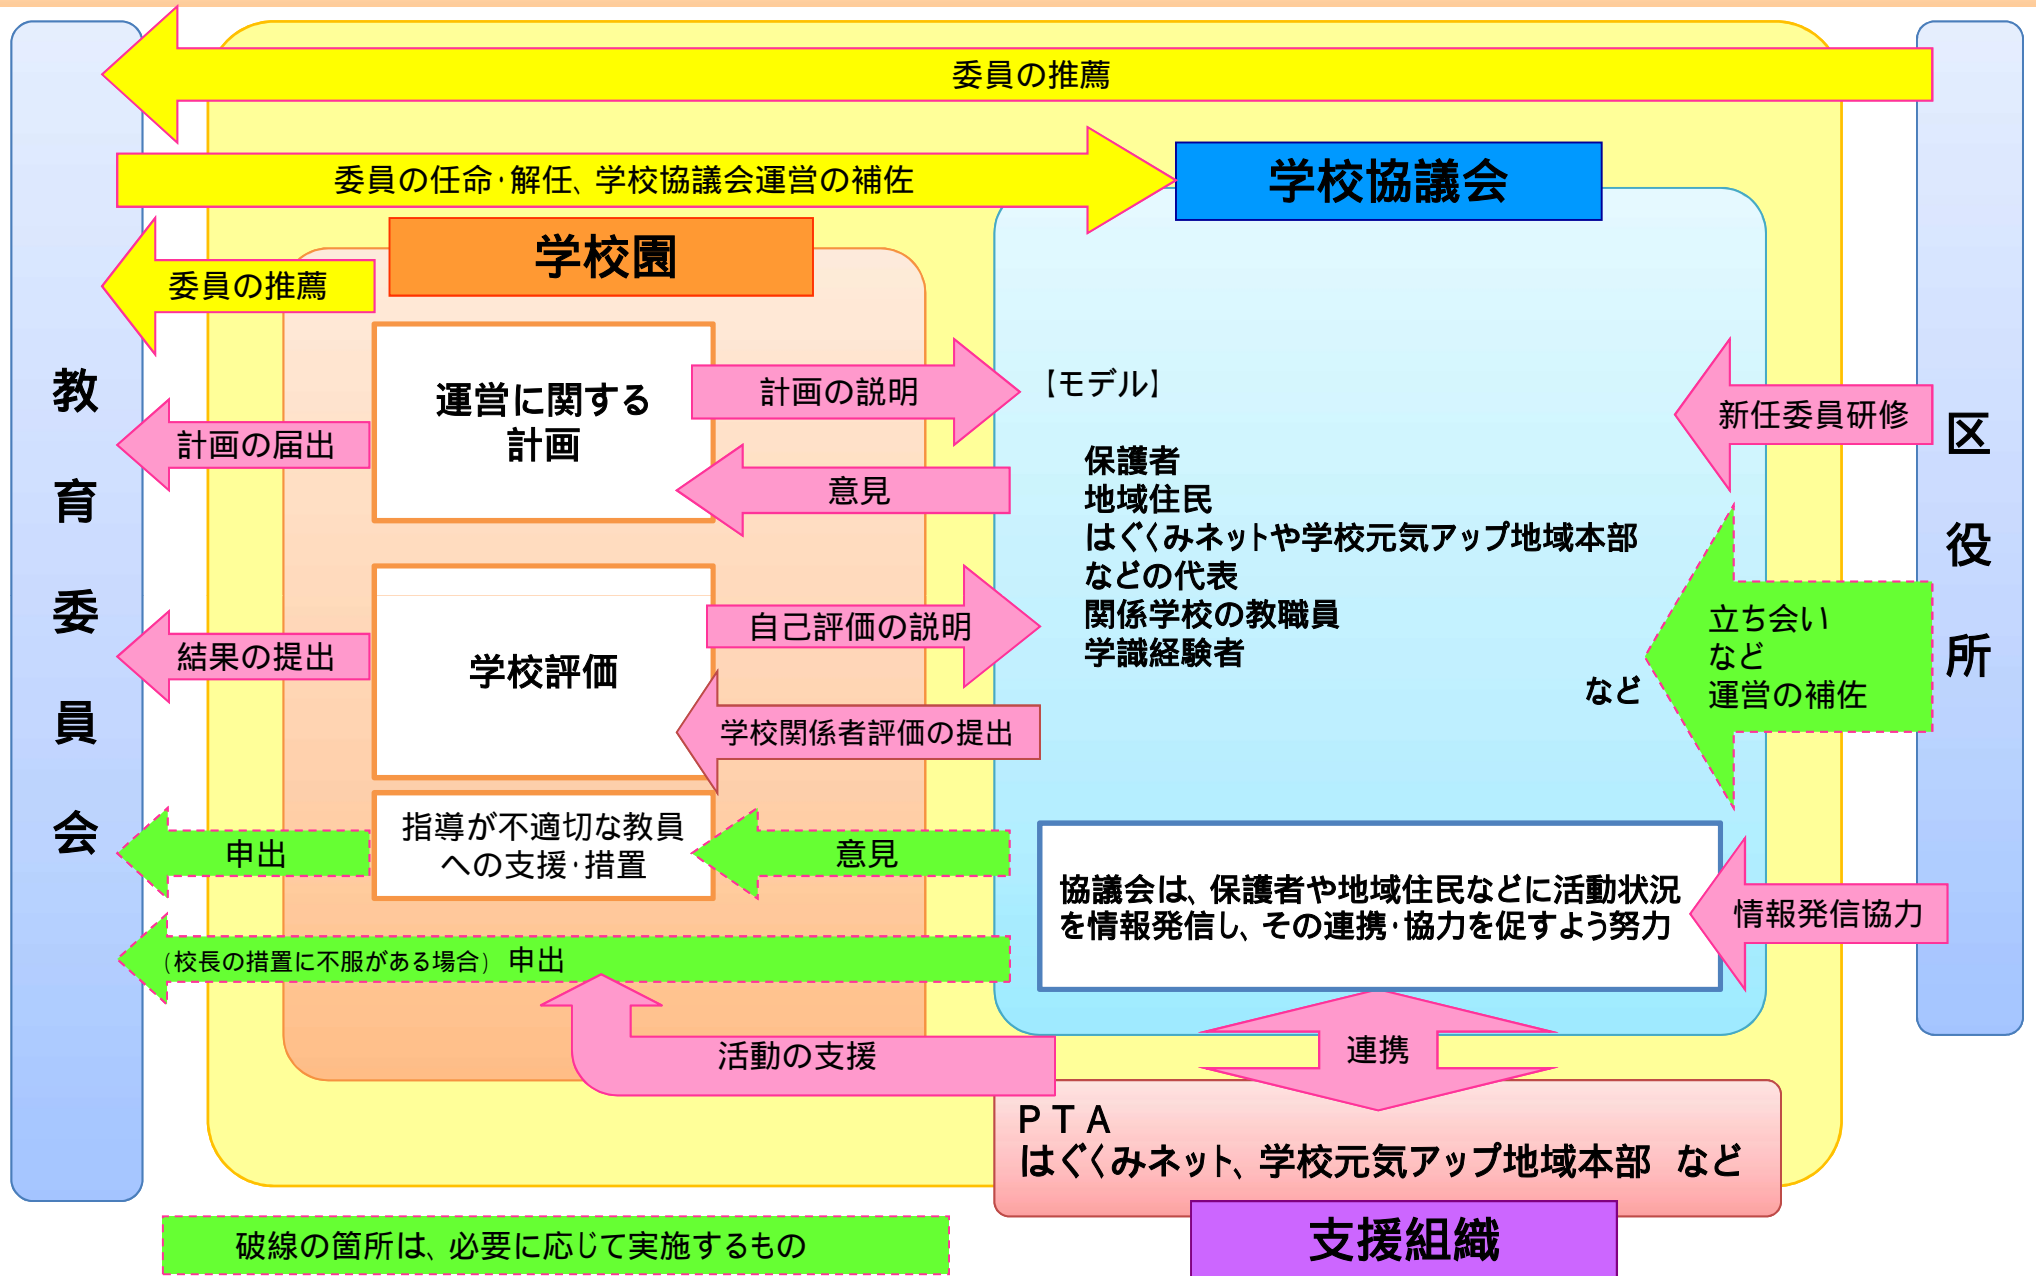 委員の推薦
委員の任命・解任、学校協議会運営の補佐
学校協議会
学校園
委員の推薦
教育委員会
区役所
運営に関する
計画
計画の説明
計画の届出
意見
【モデル】
保護者
地域住民
はぐくみネットや学校元気アップ地域本部
などの代表
関係学校の教職員
学識経験者
など
新任委員研修
立ち会い
など
運営の補佐
学校評価
自己評価の説明
結果の提出
学校関係者評価の提出
指導が不適切な教員
への支援・措置
申出
意見
協議会は、保護者や地域住民などに活動状況
を情報発信し、その連携・協力を促すよう努力
情報発信協力
(校長の措置に不服がある場合) 申出
活動の支援
連携
PTA
はぐくみネット、学校元気アップ地域本部 など
支援組織
破線の箇所は、必要に応じて実施するもの